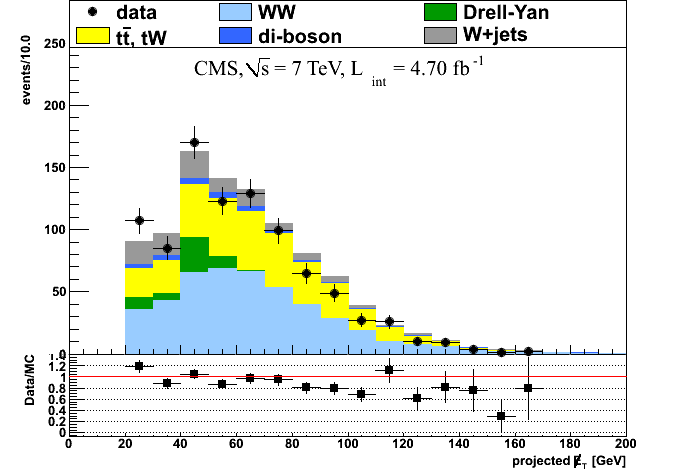 data WW Drell-Yan
tt̅, tW di-boson W+jets
CMS, √s = 7 TeV, L int = 4.70 fb⁻¹
events/10.0
250
200
150
100
50
0
Data/MC
1.2
1
0.8
0.6
0.4
0.2
0
0 20 40 60 80 100 120 140 160 180 200
projected E̸T [GeV]